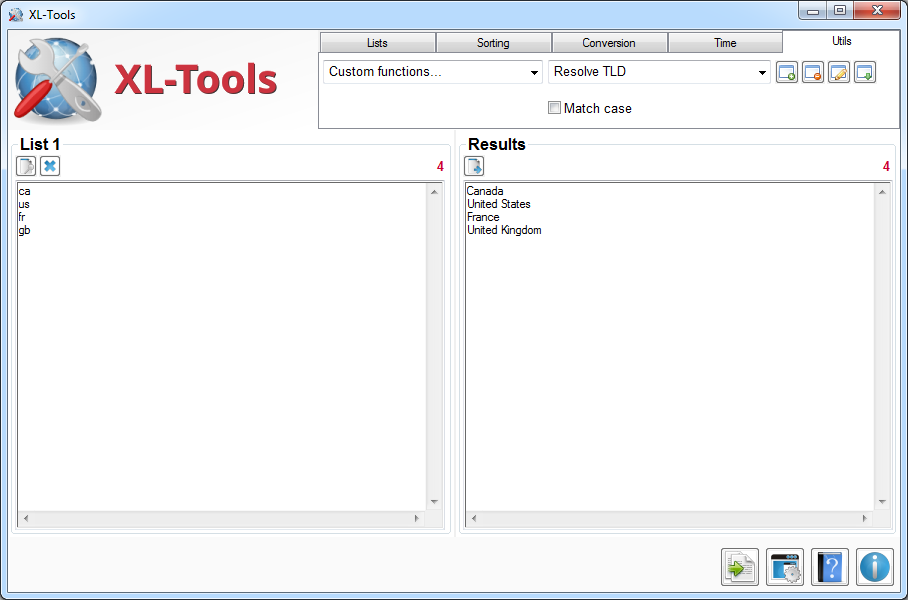 XL-Tools
XL-Tools
Lists
Sorting
Conversion
Time
Utils
Custom functions...
Resolve TLD
Match case
List 1
4
ca
us
fr
gb
Results
4
Canada
United States
France
United Kingdom